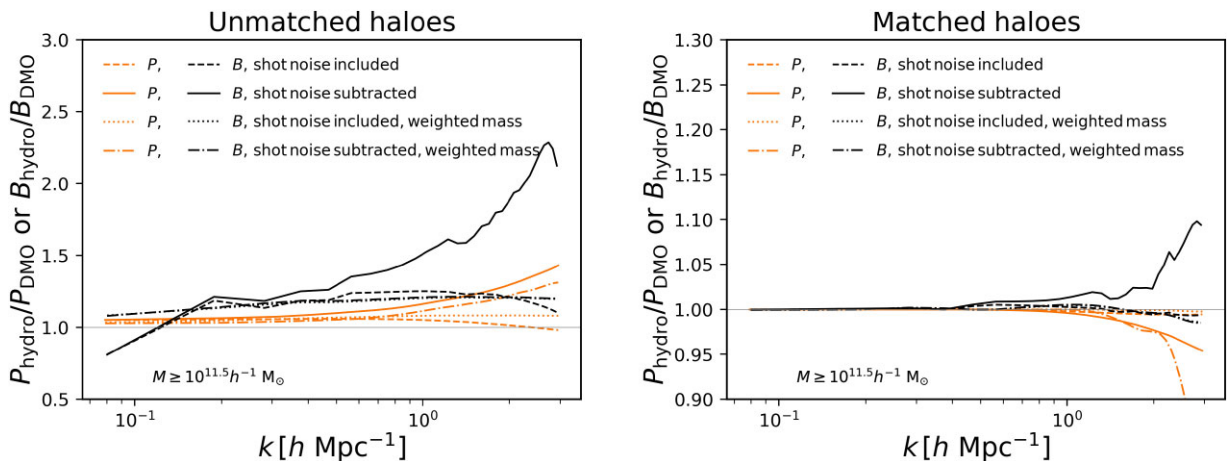 Unmatched haloes
P_hydro/P_DMO or B_hydro/B_DMO
3.0
2.5
2.0
1.5
1.0
0.5
P, B, shot noise included
P, B, shot noise subtracted
P, B, shot noise included, weighted mass
P, B, shot noise subtracted, weighted mass
M ≥ 10^11.5 h^−1 M_⊙
10^−1 10^0
k [h Mpc^−1]
Matched haloes
P_hydro/P_DMO or B_hydro/B_DMO
1.30
1.25
1.20
1.15
1.10
1.05
1.00
0.95
0.90
P, B, shot noise included
P, B, shot noise subtracted
P, B, shot noise included, weighted mass
P, B, shot noise subtracted, weighted mass
M ≥ 10^11.5 h^−1 M_⊙
10^−1 10^0
k [h Mpc^−1]